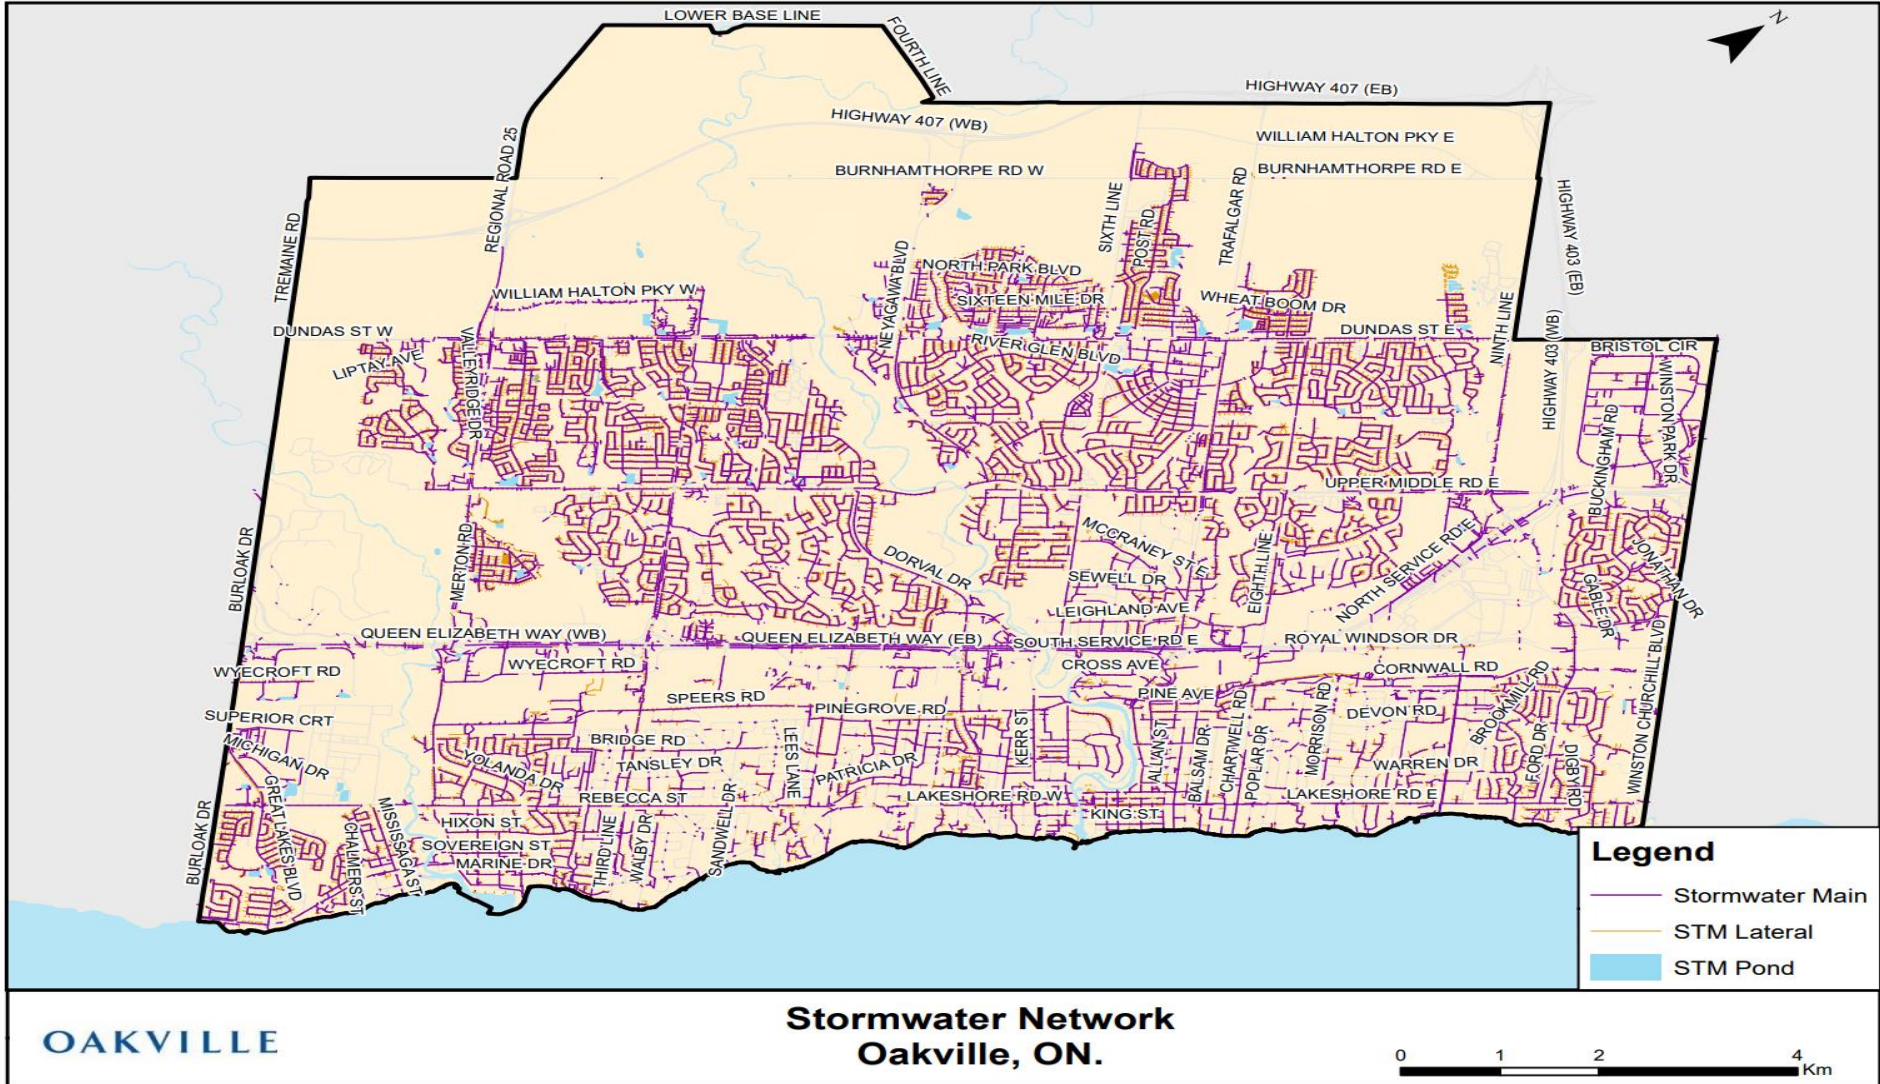 LOWER BASE LINE
FOURTH LINE
N
HIGHWAY 407 (EB)
HIGHWAY 407 (WB)
REGIONAL ROAD 25
WILLIAM HALTON PKY E
BURNHAMTHORPE RD W
BURNHAMTHORPE RD E
TREMAINE RD
SIXTH LINE
POST RD
TRAFALGAR RD
HIGHWAY 403 (EB)
NEYAGAWA BLVD
NORTH PARK BLVD
WILLIAM HALTON PKY W
SIXTEEN MILE DR
WHEAT BOOM DR
DUNDAS ST W
DUNDAS ST E
NINTH LINE
HIGHWAY 403 (WB)
BRISTOL CIR
LIPTAY AVE
VALLEYRIDGE DR
RIVER GLEN BLVD
WINSTON PARK DR
BUCKINGHAM RD
UPPER MIDDLE RD E
BURLOAK DR
MERTON RD
DORVAL DR
MCCRANEY ST E
SEWELL DR
EIGHTH LINE
NORTH SERVICE RD E
JONATHAN DR
GABLE DR
LEIGHLAND AVE
QUEEN ELIZABETH WAY (WB)
QUEEN ELIZABETH WAY (EB)
SOUTH SERVICE RD E
ROYAL WINDSOR DR
WYECROFT RD
WYECROFT RD
CROSS AVE
CORNWALL RD
WINSTON CHURCHILL BLVD
SPEERS RD
PINE AVE
BROOKMILL RD
SUPERIOR CRT
PINEGROVE RD
KERR ST
ALLAN ST
BALSAM DR
CHARTWELL RD
POPLAR DR
MORRISON RD
DEVON RD
MICHIGAN DR
BRIDGE RD
LEES LANE
FORD DR
DIGBY RD
YOLANDA DR
TANSLEY DR
PATRICIA DR
WARREN DR
GREAT LAKES BLVD
REBECCA ST
LAKESHORE RD W
LAKESHORE RD E
BURLOAK DR
CHALMERS ST
MISSISSAGA ST
HIXON ST
THIRD LINE
WALBY DR
SANDWELL DR
KING ST
SOVEREIGN ST
MARINE DR
Legend
Stormwater Main
STM Lateral
STM Pond
OAKVILLE
Stormwater Network
Oakville, ON.
0 1 2 4
Km